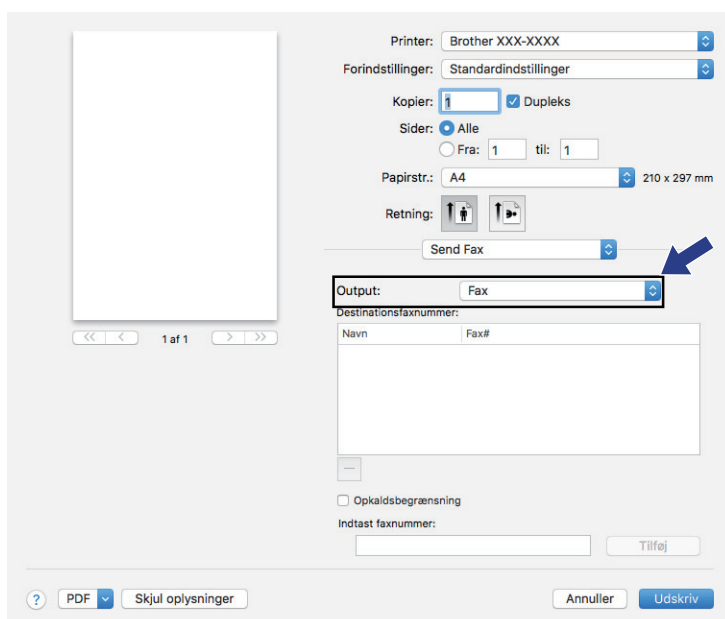 Printer: Brother XXX-XXXX
Forindstillinger: Standardindstillinger
Kopier: 1 Dupleks
Sider: Alle
Fra: 1 til: 1
Papirstr.: A4 210 x 297 mm
Retning:
Send Fax
Output: Fax
Destinationsfaxnummer:
Navn Fax#
1 af 1
Opkaldsbegrænsning
Indtast faxnummer:
Tilføj
? PDF Skjul oplysninger Annuller Udskriv